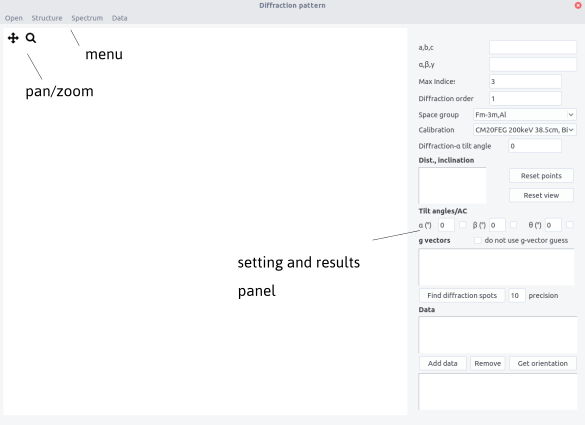 Diffraction pattern
Open Structure Spectrum Data
menu
pan/zoom
a,b,c
α,β,γ
Max Indices 3
Diffraction order 1
Space group Fm-3m,Al
Calibration CM20FEG 200keV 38.5cm, Bi
Diffraction-α tilt angle 0
Dist., inclination
Reset points
Reset view
Tilt angles/AC
α (°) 0 β (°) 0 θ (°) 0
g vectors do not use g-vector guess
setting and results
panel
Find diffraction spots 10 precision
Data
Add data Remove Get orientation